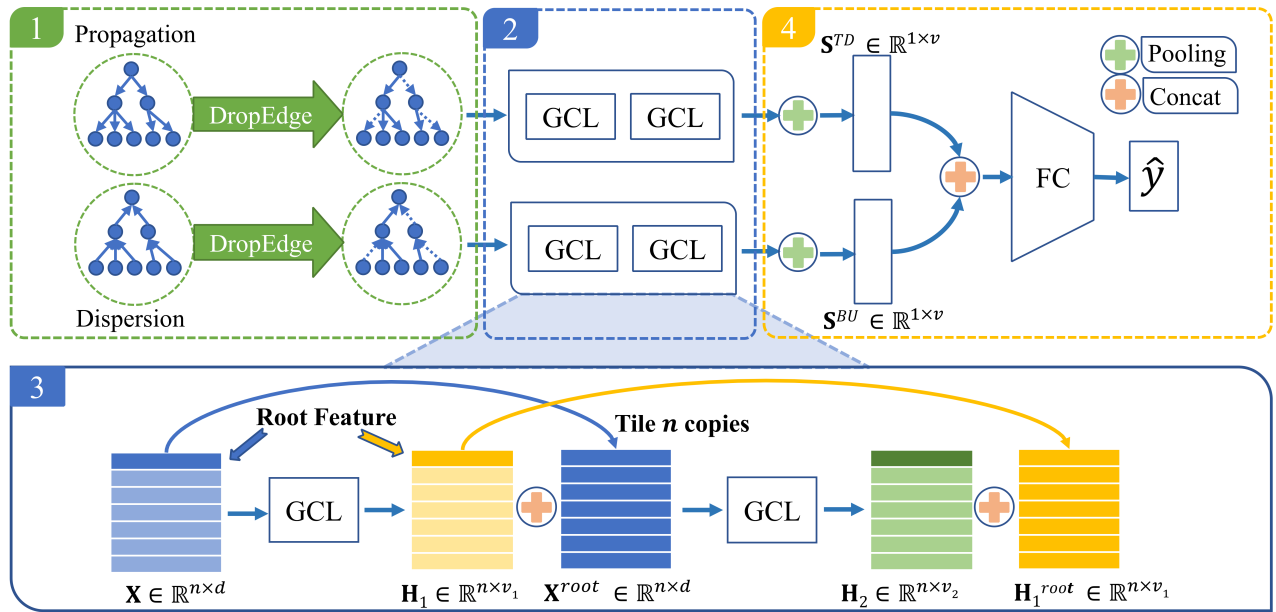 1
Propagation
DropEdge
DropEdge
Dispersion
2
GCL GCL
GCL GCL
4
S^{TD} ∈ ℝ^{1×v}
S^{BU} ∈ ℝ^{1×v}
Pooling
Concat
FC
ŷ
3
Root Feature
Tile n copies
GCL
GCL
X ∈ ℝ^{n×d}
H_1 ∈ ℝ^{n×v_1}
X^{root} ∈ ℝ^{n×d}
H_2 ∈ ℝ^{n×v_2}
H_1^{root} ∈ ℝ^{n×v_1}